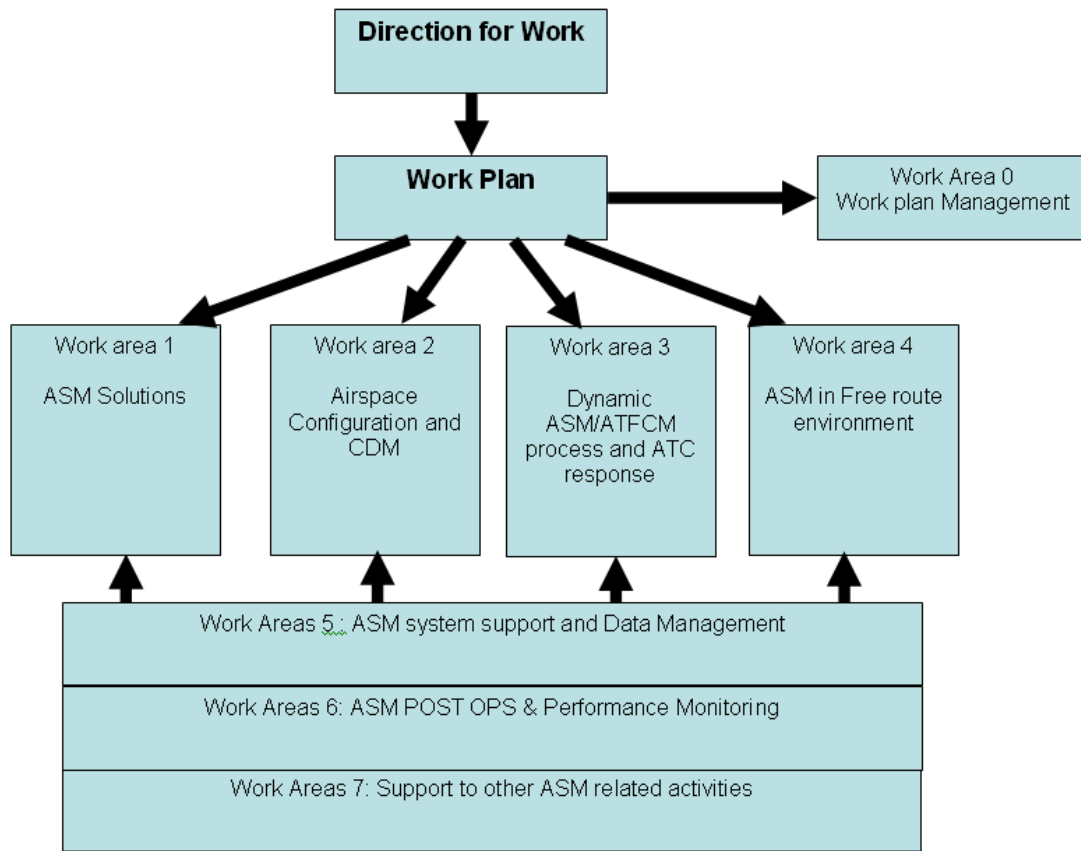 Direction for Work
Work Plan
Work Area 0
Work plan Management
Work area 1
ASM Solutions
Work area 2
Airspace
Configuration and
CDM
Work area 3
Dynamic
ASM/ATFCM
process and ATC
response
Work area 4
ASM in Free route
environment
Work Areas 5 : ASM system support and Data Management
Work Areas 6: ASM POST OPS & Performance Monitoring
Work Areas 7: Support to other ASM related activities